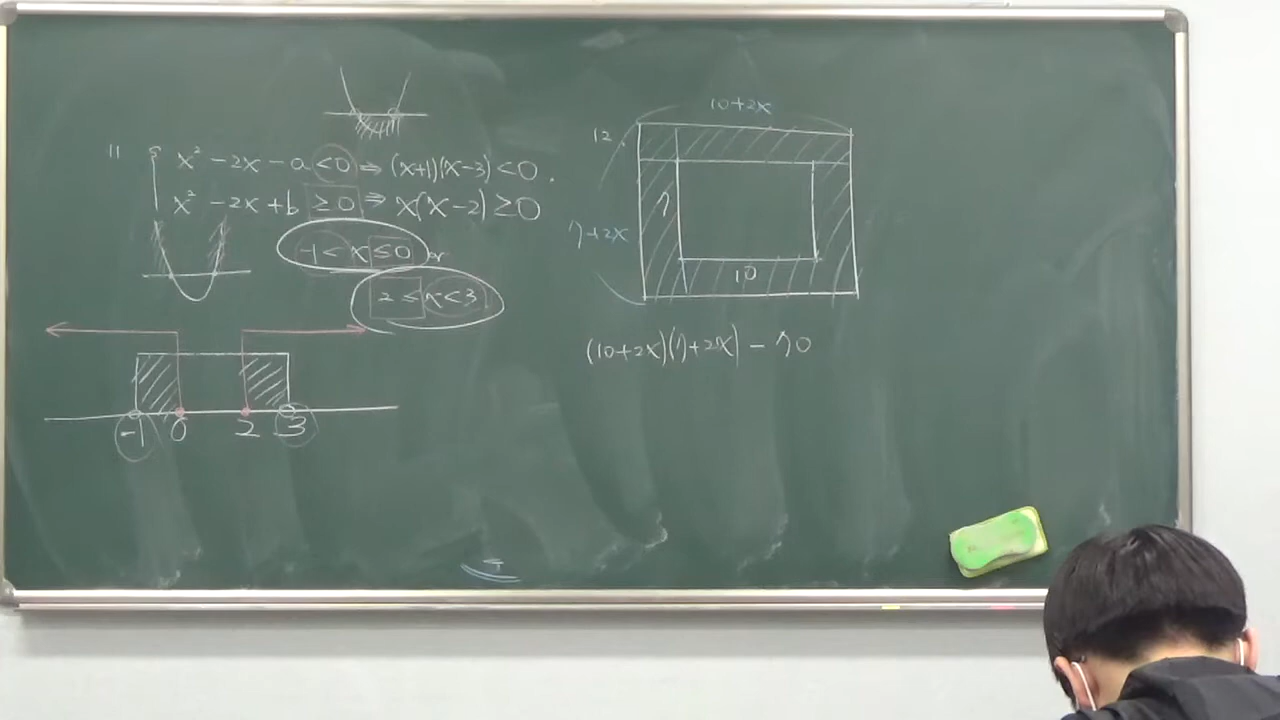 11 x² - 2x - a < 0 ⇒ (x+1)(x-3) < 0.
x² - 2x + b ≥ 0 ⇒ x(x-2) ≥ 0
-1 < x ≤ 0 or
2 ≤ x < 3
-1 0 2 3
12.
10+2x
7
7+2x
10
(10+2x)(7+2x) - 70